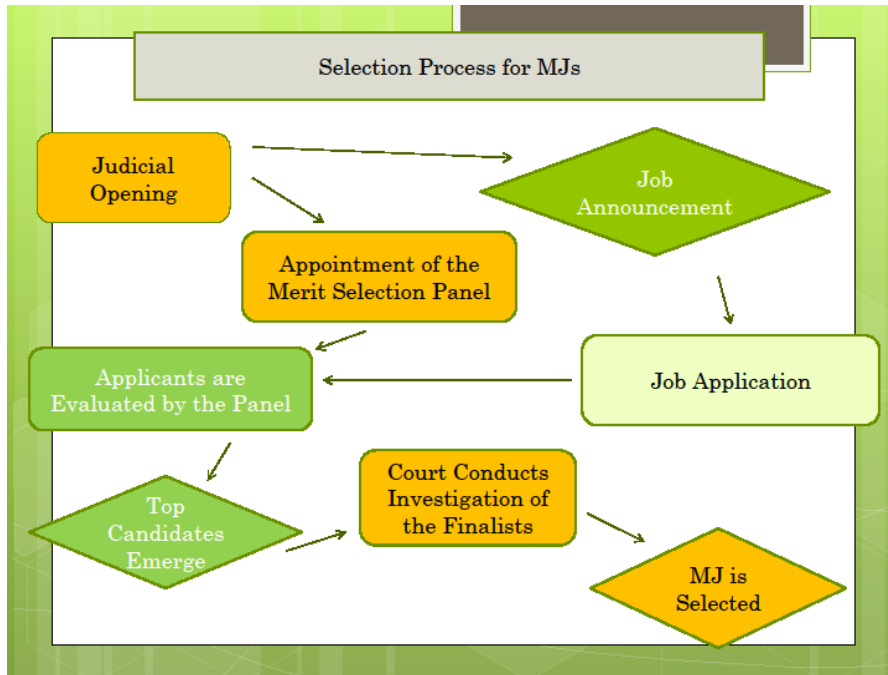 Selection Process for MJs
Judicial
Opening
Job
Announcement
Appointment of the
Merit Selection Panel
Applicants are
Evaluated by the Panel
Job Application
Top
Candidates
Emerge
Court Conducts
Investigation of
the Finalists
MJ is
Selected